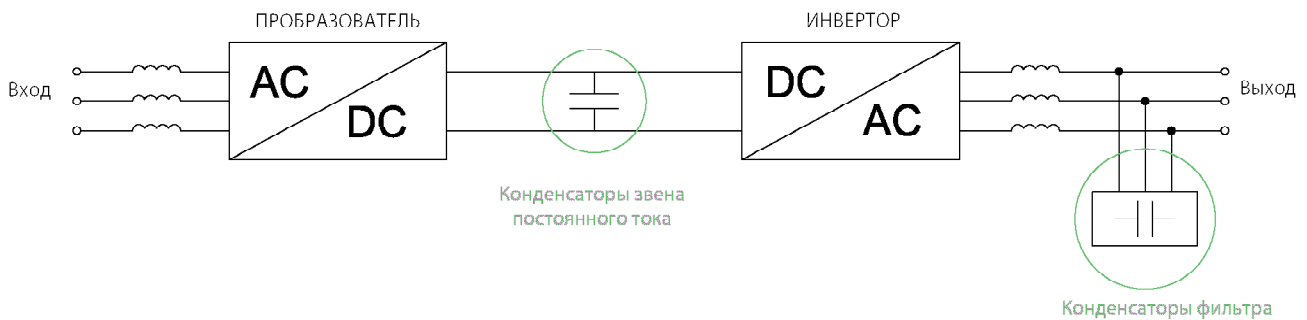 ПРОБРАЗОВАТЕЛЬ
ИНВЕРТОР
Вход
AC
DC
DC
AC
Выход
Конденсаторы звена
постоянного тока
Конденсаторы фильтра